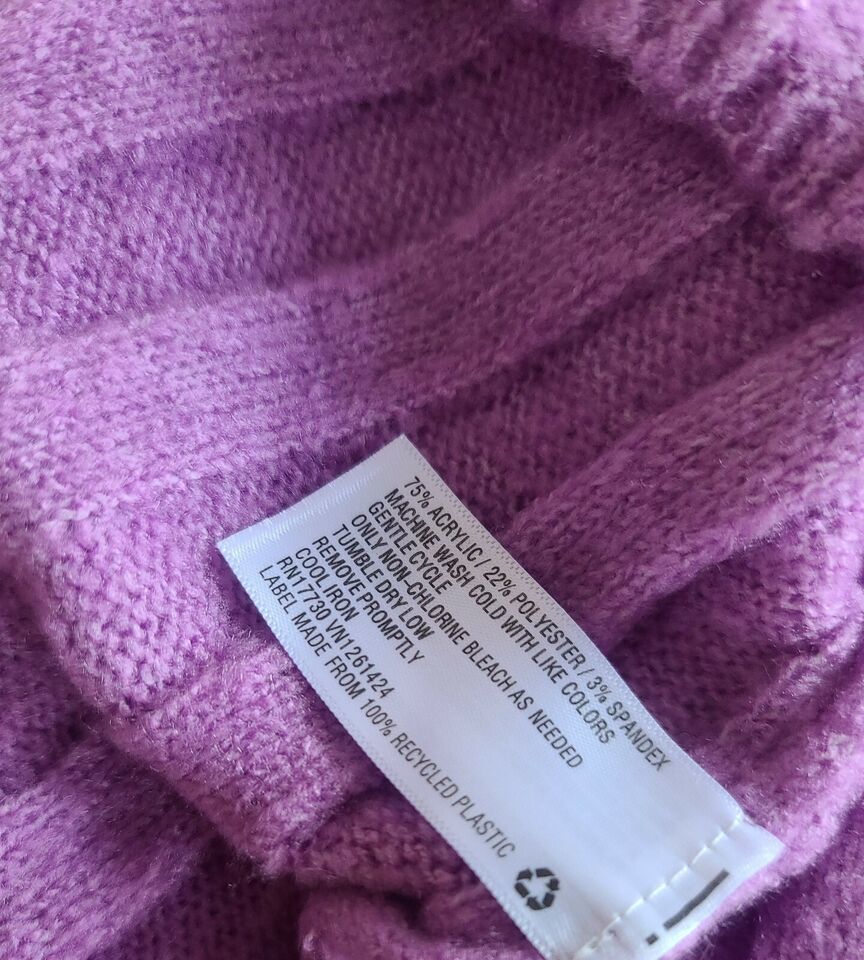 75% ACRYLIC / 22% POLYESTER / 3% SPANDEX
MACHINE WASH COLD WITH LIKE COLORS
GENTLE CYCLE
ONLY NON-CHLORINE BLEACH AS NEEDED
TUMBLE DRY LOW
REMOVE PROMPTLY
COOL IRON
RN17730 VN1261424
LABEL MADE FROM 100% RECYCLED PLASTIC